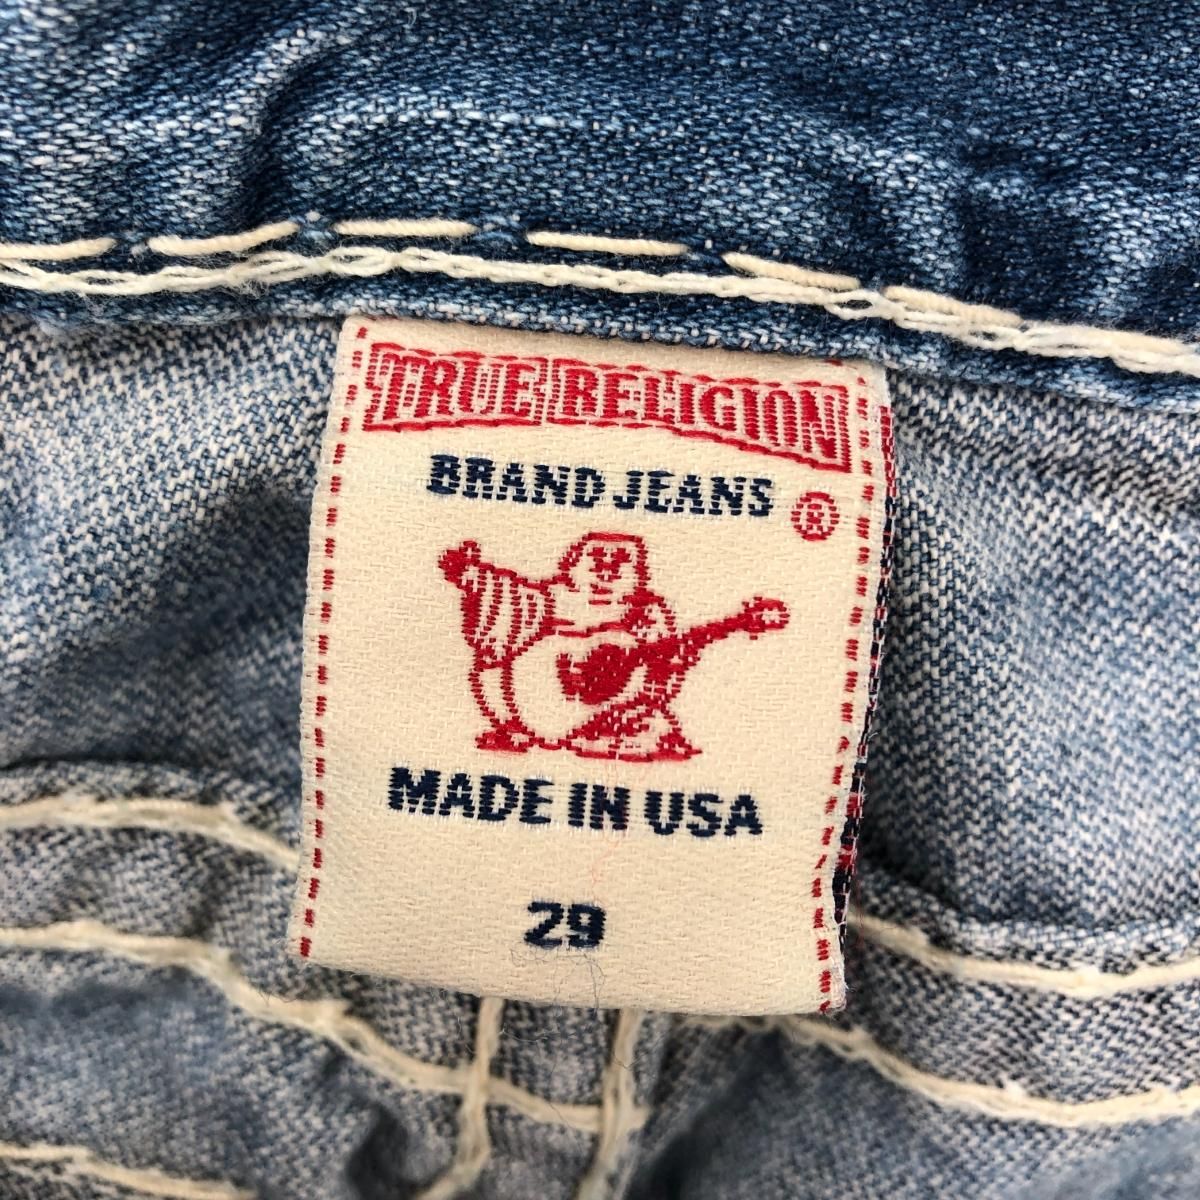 TRUE RELIGION
BRAND JEANS ®
MADE IN USA
29